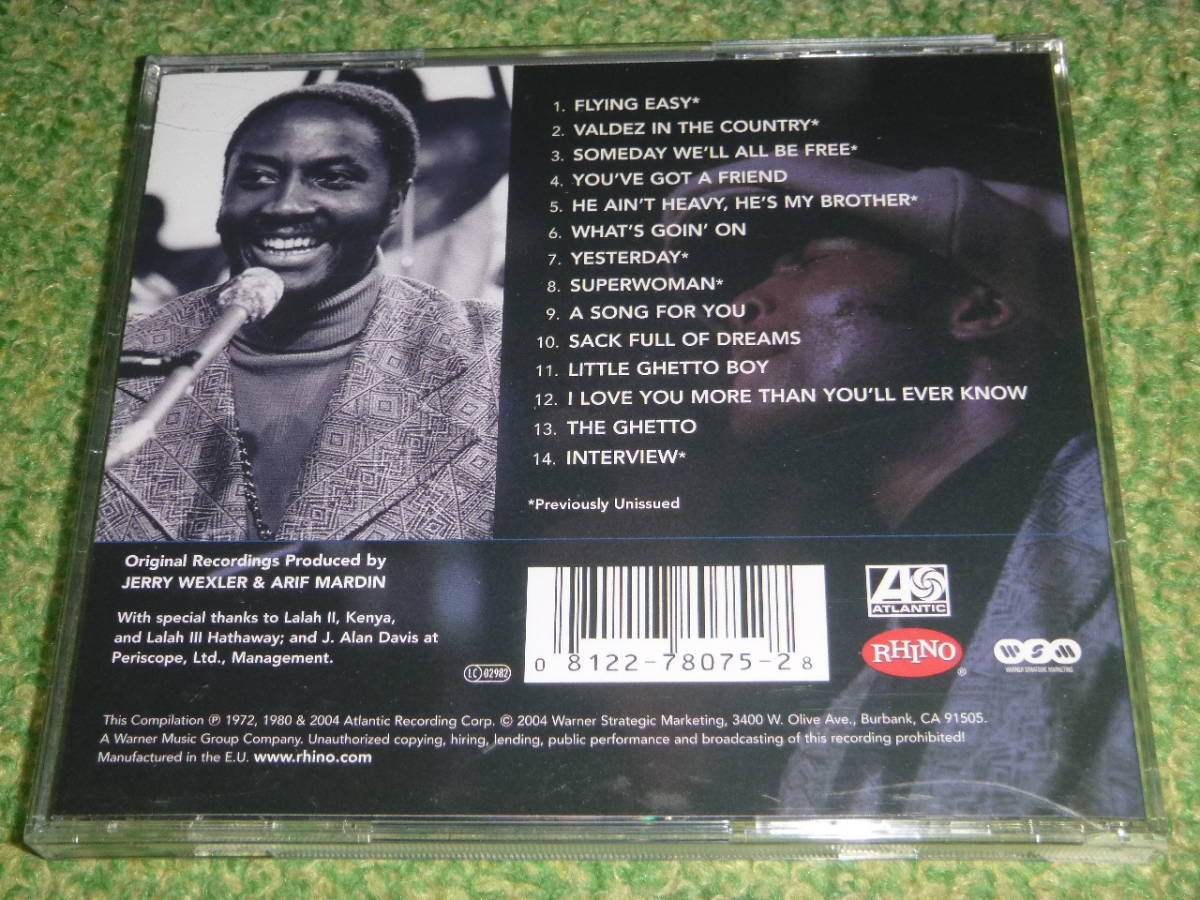 1. FLYING EASY*
2. VALDEZ IN THE COUNTRY*
3. SOMEDAY WE'LL ALL BE FREE*
4. YOU'VE GOT A FRIEND
5. HE AIN'T HEAVY, HE'S MY BROTHER*
6. WHAT'S GOIN' ON
7. YESTERDAY*
8. SUPERWOMAN*
9. A SONG FOR YOU
10. SACK FULL OF DREAMS
11. LITTLE GHETTO BOY
12. I LOVE YOU MORE THAN YOU'LL EVER KNOW
13. THE GHETTO
14. INTERVIEW*
*Previously Unissued
Original Recordings Produced by
JERRY WEXLER & ARIF MARDIN
With special thanks to Lalah II, Kenya,
and Lalah III Hathaway; and J. Alan Davis at
Periscope, Ltd., Management.
LC 02982
0 8122-78075-2 8
ATLANTIC
RHINO®
WSM
WARNER STRATEGIC MARKETING
This Compilation ℗ 1972, 1980 & 2004 Atlantic Recording Corp. © 2004 Warner Strategic Marketing, 3400 W. Olive Ave., Burbank, CA 91505.
A Warner Music Group Company. Unauthorized copying, hiring, lending, public performance and broadcasting of this recording prohibited!
Manufactured in the E.U. www.rhino.com